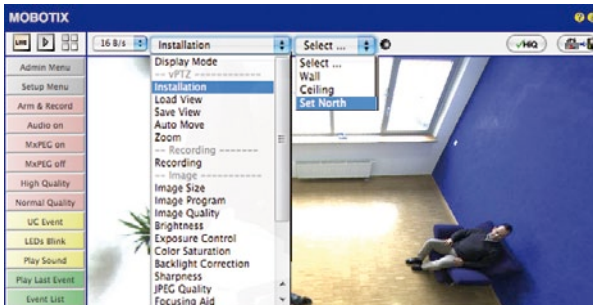 MOBOTIX
LIVE
16 B/s
Installation
Select ...
HiQ
Admin Menu
Setup Menu
Arm & Record
Audio on
MxPEG on
MxPEG off
High Quality
Normal Quality
UC Event
LEDs Blink
Play Sound
Play Last Event
Event List
Display Mode
-- vPTZ ------------
Installation
Load View
Save View
Auto Move
Zoom
-- Recording -------
Recording
-- Image -----------
Image Size
Image Program
Image Quality
Brightness
Exposure Control
Color Saturation
Backlight Correction
Sharpness
JPEG Quality
Focusing Aid
Select ...
Wall
Ceiling
Set North